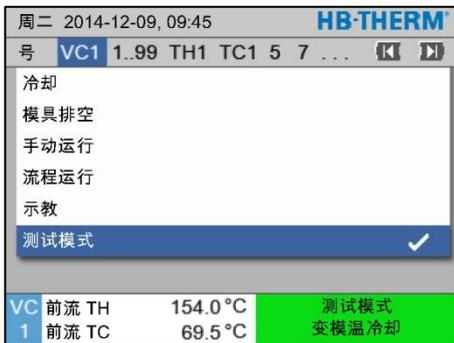 周二 2014-12-09, 09:45 HB-THERM®
号 VC1 1..99 TH1 TC1 5 7 ...
冷却
模具排空
手动运行
流程运行
示教
测试模式
VC 前流 TH 154.0 °C 测试模式
1 前流 TC 69.5 °C 变模温冷却